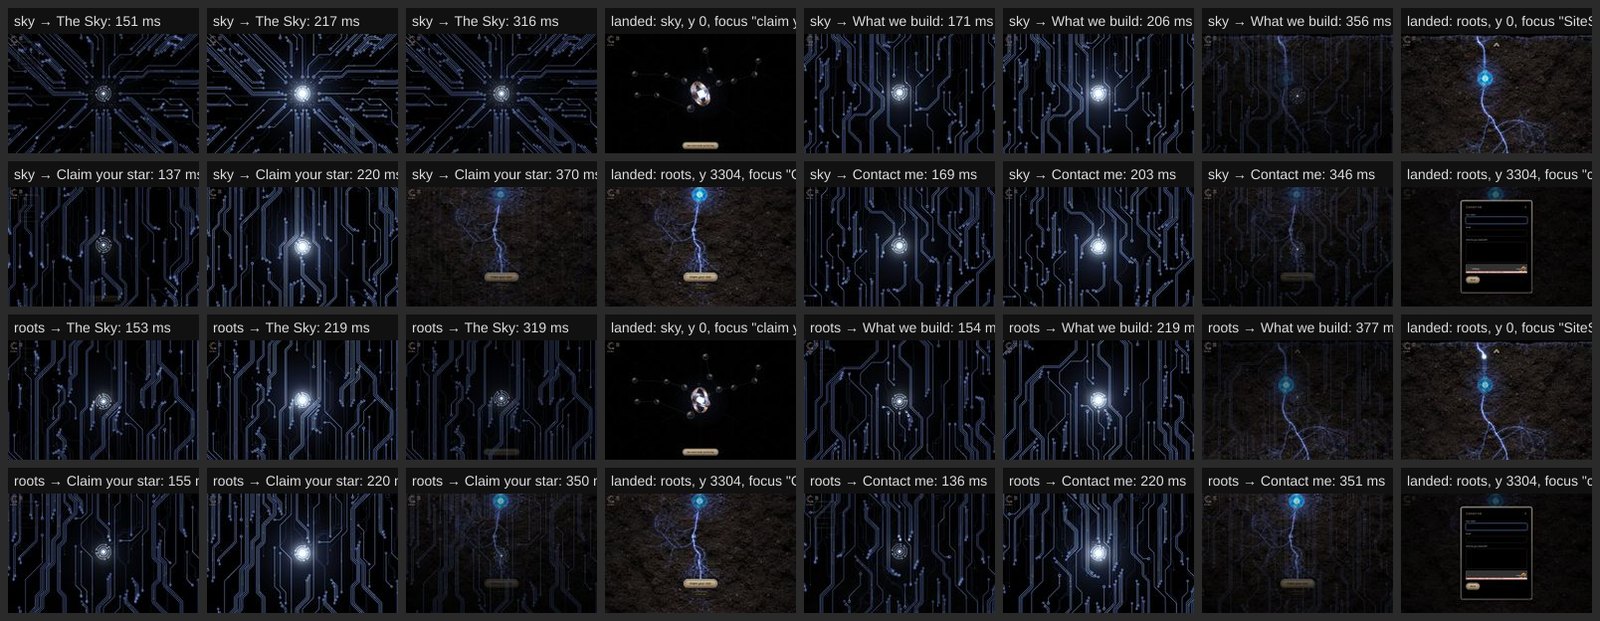 sky → The Sky: 151 ms
sky → The Sky: 217 ms
sky → The Sky: 316 ms
landed: sky, y 0, focus "claim y
sky → What we build: 171 ms
sky → What we build: 206 ms
sky → What we build: 356 ms
landed: roots, y 0, focus "SiteS
sky → Claim your star: 137 ms
sky → Claim your star: 220 ms
sky → Claim your star: 370 ms
landed: roots, y 3304, focus "C
sky → Contact me: 169 ms
sky → Contact me: 203 ms
sky → Contact me: 346 ms
landed: roots, y 3304, focus "c
roots → The Sky: 153 ms
roots → The Sky: 219 ms
roots → The Sky: 319 ms
landed: sky, y 0, focus "claim y
roots → What we build: 154 m
roots → What we build: 219 m
roots → What we build: 377 m
landed: roots, y 0, focus "SiteS
roots → Claim your star: 155 r
roots → Claim your star: 220 r
roots → Claim your star: 350 r
landed: roots, y 3304, focus "C
roots → Contact me: 136 ms
roots → Contact me: 220 ms
roots → Contact me: 351 ms
landed: roots, y 3304, focus "c